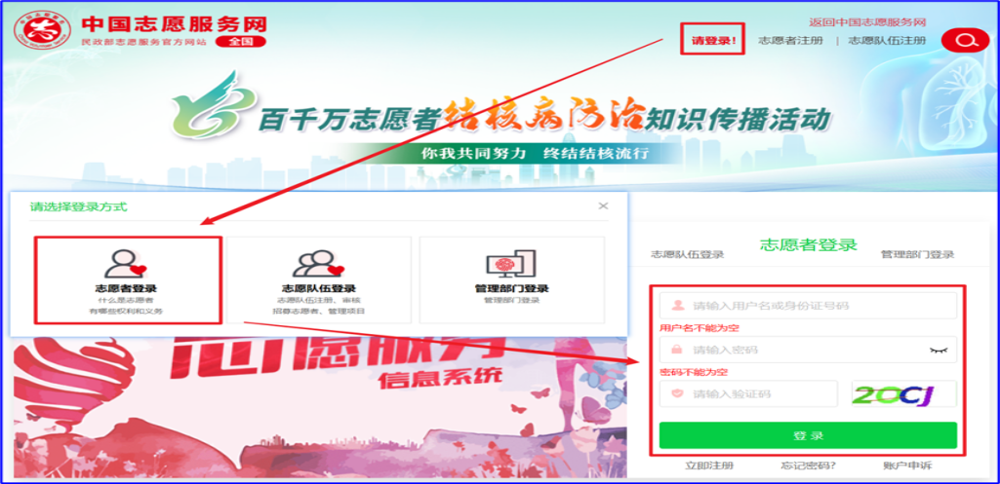 中国志愿服务网
民政部志愿服务官方网站 全国
返回中国志愿服务网
请登录! 志愿者注册 | 志愿队伍注册
百千万志愿者结核病防治知识传播活动
你我共同努力 终结结核流行
请选择登录方式
志愿者登录
什么是志愿者
有哪些权利和义务
志愿队伍登录
志愿队伍注册、审核
招募志愿者、管理项目
管理部门登录
管理部门登录
志愿服务
信息系统
志愿队伍登录 志愿者登录 管理部门登录
请输入用户名或身份证号码
用户名不能为空
请输入密码
密码不能为空
请输入验证码 20CJ
登录
立即注册 忘记密码? 账户申诉